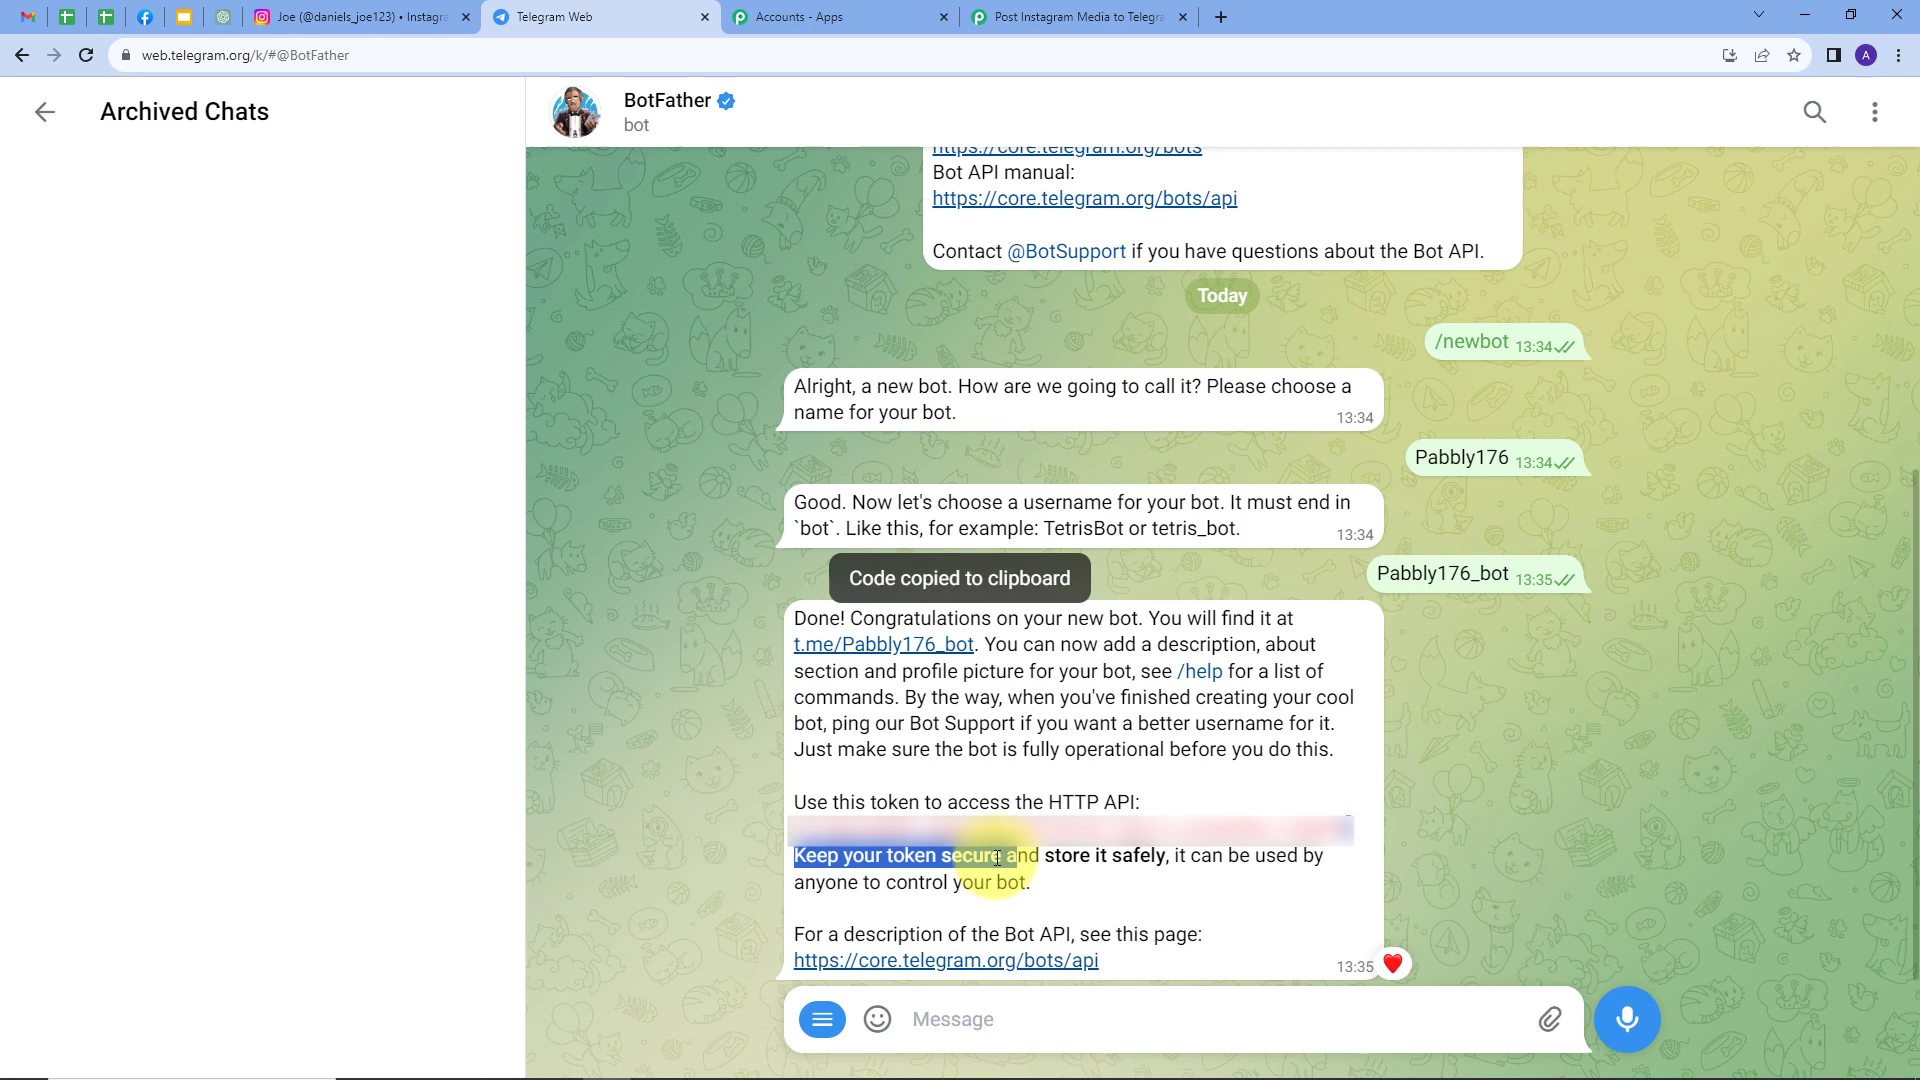 Joe (@daniels_joe123) • Instagra
Telegram Web
Accounts - Apps
Post Instagram Media to Telegra
web.telegram.org/k/#@BotFather
A
Archived Chats
BotFather
bot
https://core.telegram.org/bots
Bot API manual:
https://core.telegram.org/bots/api
Contact @BotSupport if you have questions about the Bot API.
Today
/newbot 13:34
Alright, a new bot. How are we going to call it? Please choose a
name for your bot.
13:34
Pabbly176 13:34
Good. Now let's choose a username for your bot. It must end in
`bot`. Like this, for example: TetrisBot or tetris_bot.
13:34
Code copied to clipboard
Pabbly176_bot 13:35
Done! Congratulations on your new bot. You will find it at
t.me/Pabbly176_bot. You can now add a description, about
section and profile picture for your bot, see /help for a list of
commands. By the way, when you've finished creating your cool
bot, ping our Bot Support if you want a better username for it.
Just make sure the bot is fully operational before you do this.
Use this token to access the HTTP API:
Keep your token secure and store it safely, it can be used by
anyone to control your bot.
For a description of the Bot API, see this page:
https://core.telegram.org/bots/api
13:35
Message